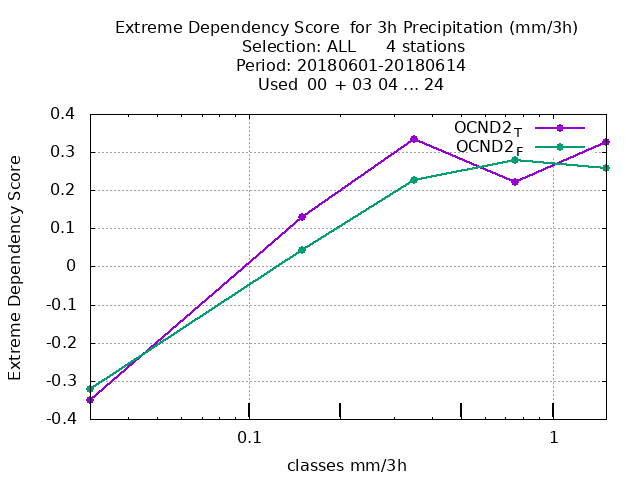 Extreme Dependency Score  for 3h Precipitation (mm/3h)
Selection: ALL      4 stations
Period: 20180601-20180614
Used  00 + 03 04 ... 24
OCND2T
OCND2F
0.4
0.3
0.2
0.1
0
-0.1
-0.2
-0.3
-0.4
Extreme Dependency Score
0.1 1
classes mm/3h